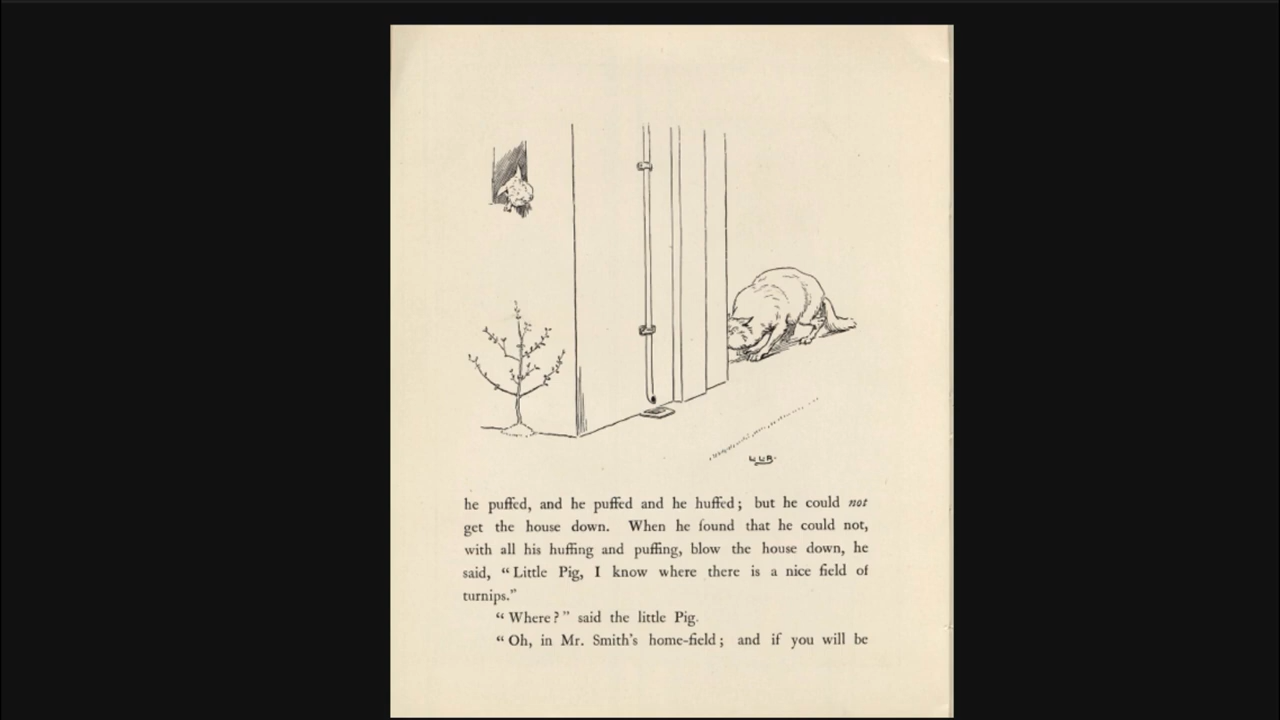 L L B.
he puffed, and he puffed and he huffed; but he could not
get the house down. When he found that he could not,
with all his huffing and puffing, blow the house down, he
said, “Little Pig, I know where there is a nice field of
turnips.”
“Where?” said the little Pig.
“Oh, in Mr. Smith's home-field; and if you will be